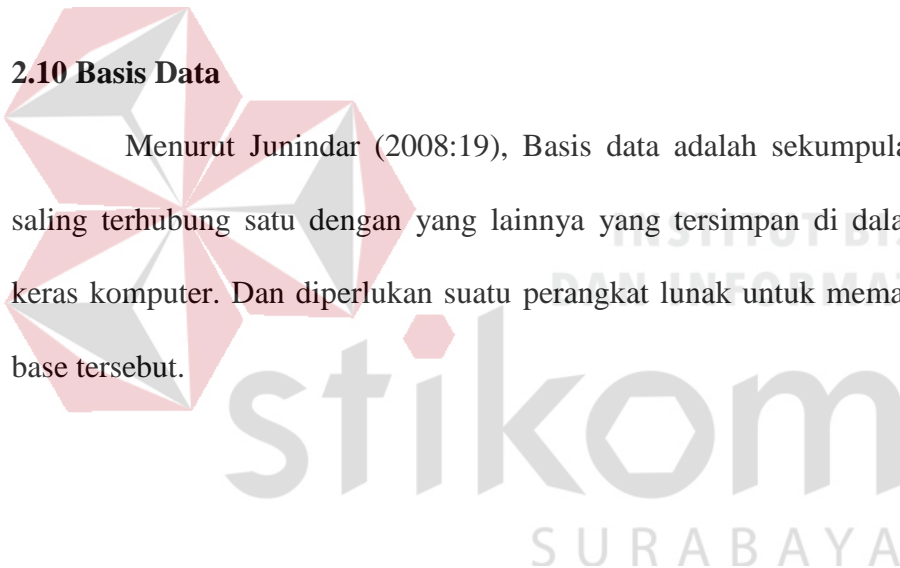 2.10 Basis Data
Menurut Junindar (2008:19), Basis data adalah sekumpula
saling terhubung satu dengan yang lainnya yang tersimpan di dala
INSTITUT BI
keras komputer. Dan diperlukan suatu perangkat lunak untuk mema
DAN INFORMAT
base tersebut.
stikom
SURABAYA